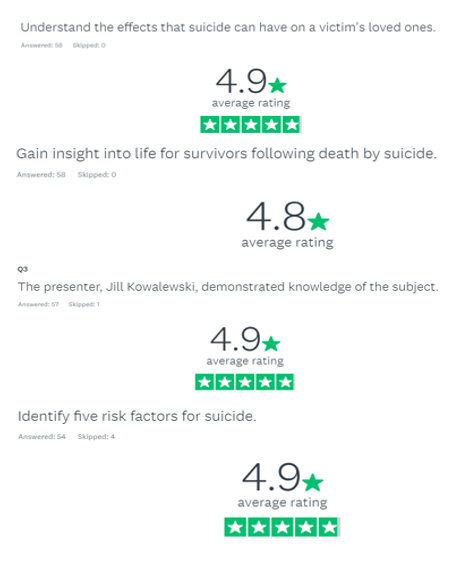 Understand the effects that suicide can have on a victim's loved ones.
Answered: 58 Skipped: 0
4.9
average rating
Gain insight into life for survivors following death by suicide.
Answered: 58 Skipped: 0
4.8
average rating
Q3
The presenter, Jill Kowalewski, demonstrated knowledge of the subject.
Answered: 57 Skipped: 1
4.9
average rating
Identify five risk factors for suicide.
Answered: 54 Skipped: 4
4.9
average rating